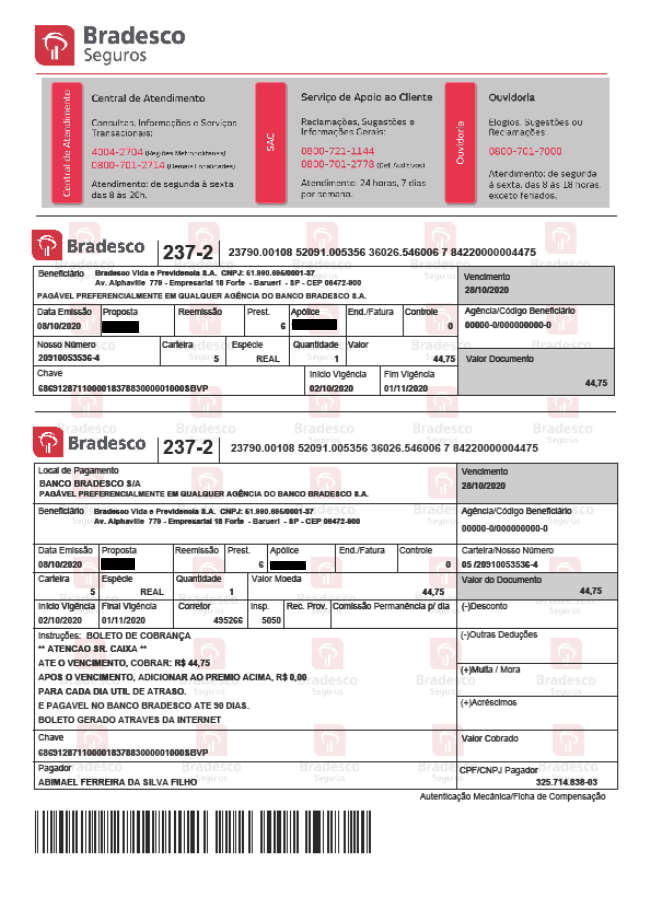 Bradesco
Seguros
Central de Atendimento
Central de Atendimento
Consultas, Informações e Serviços
Transacionais:
4004-2704 (Regiões Metropolitanas)
0800-701-2714 (Demais Localidades)
Atendimento: de segunda à sexta
das 8 às 20h.
SAC
Serviço de Apoio ao Cliente
Reclamações, Sugestões e
Informações Gerais:
0800-721-1144
0800-701-2778 (Def. Auditivos)
Atendimento: 24 horas, 7 dias
por semana.
Ouvidoria
Ouvidoria
Elogios, Sugestões ou
Reclamações:
0800-701-7000
Atendimento: de segunda
à sexta, das 8 às 18 horas,
exceto feriados.
Bradesco 237-2 23790.00108 52091.005356 36026.546006 7 84220000004475
Beneficiário Bradesco Vida e Previdencia S.A. CNPJ: 51.990.695/0001-37
Av. Alphaville 779 - Empresarial 18 Forte - Barueri - SP - CEP 06472-900
PAGÁVEL PREFERENCIALMENTE EM QUALQUER AGÊNCIA DO BANCO BRADESCO S.A.
Vencimento
28/10/2020
Data Emissão Proposta Reemissão Prest. Apólice End./Fatura Controle Agência/Código Beneficiário
08/10/2020 6 0 00000-0/000000000-0
Nosso Número Carteira Espécie Quantidade Valor Valor Documento
20910053536-4 5 REAL 1 44,75
44,75
Chave Início Vigência Fim Vigência
6869128711000018378830000010000SBVP 02/10/2020 01/11/2020
Bradesco 237-2 23790.00108 52091.005356 36026.546006 7 84220000004475
Local de Pagamento Vencimento
BANCO BRADESCO S/A 28/10/2020
PAGÁVEL PREFERENCIALMENTE EM QUALQUER AGÊNCIA DO BANCO BRADESCO S.A.
Beneficiário Bradesco Vida e Previdencia S.A. CNPJ: 51.990.695/0001-37
Av. Alphaville 779 - Empresarial 18 Forte - Barueri - SP - CEP 06472-900
Agência/Código Beneficiário
00000-0/000000000-0
Data Emissão Proposta Reemissão Prest. Apólice End./Fatura Controle Carteira/Nosso Número
08/10/2020 6 0 05 /20910053536-4
Carteira Espécie Quantidade Valor Moeda Valor do Documento
5 REAL 1 44,75 44,75
Início Vigência Final Vigência Corretor Insp. Rec. Prov. Comissão Permanência p/ dia (-)Desconto
02/10/2020 01/11/2020 495266 5050
Instruções: BOLETO DE COBRANÇA (-)Outras Deduções
** ATENCAO SR. CAIXA **
ATE O VENCIMENTO, COBRAR: R$ 44,75
APOS O VENCIMENTO, ADICIONAR AO PREMIO ACIMA, R$ 0,00 (+)Multa / Mora
PARA CADA DIA UTIL DE ATRASO.
E PAGAVEL NO BANCO BRADESCO ATE 90 DIAS. (+)Acréscimos
BOLETO GERADO ATRAVES DA INTERNET
Chave Valor Cobrado
6869128711000018378830000010000SBVP
Pagador CPF/CNPJ Pagador
ABIMAEL FERREIRA DA SILVA FILHO 325.714.838-03
Autenticação Mecânica/Ficha de Compensação